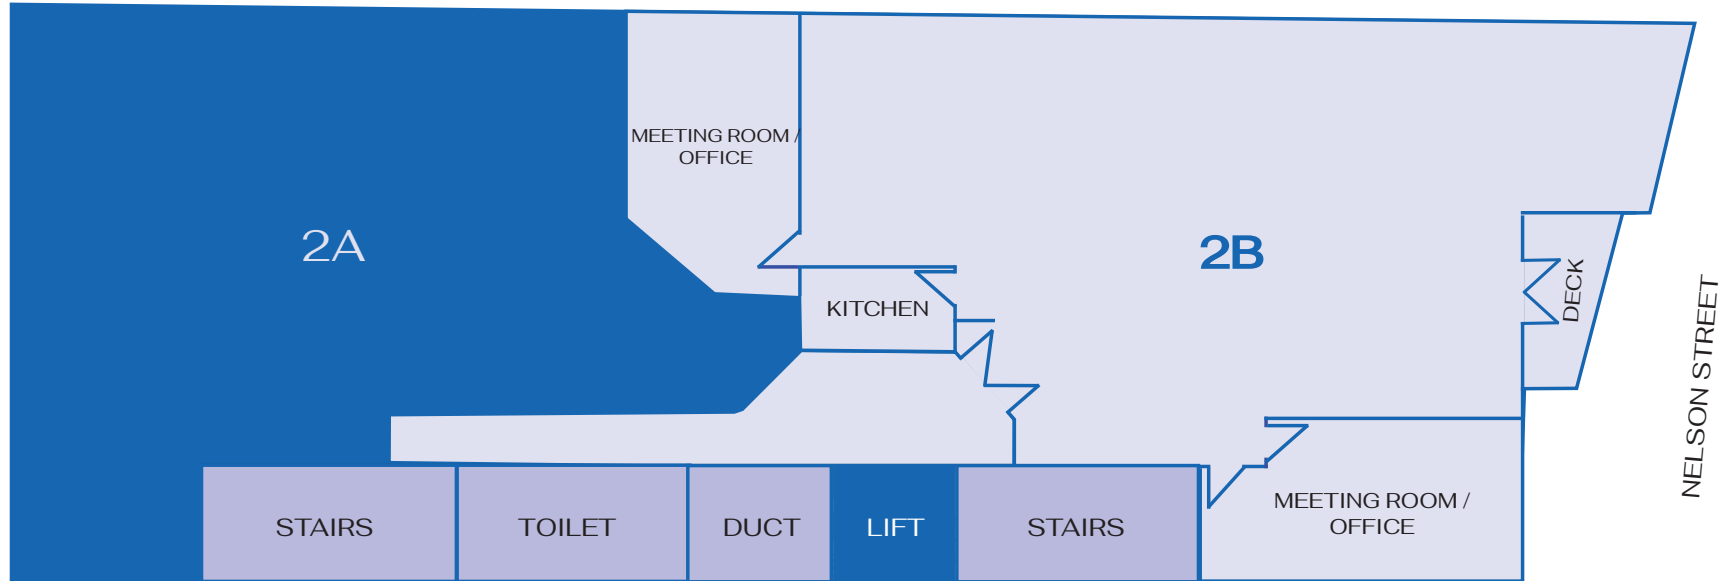 MEETING ROOM /
OFFICE
2A
2B
KITCHEN
DECK
NELSON STREET
STAIRS
TOILET
DUCT
LIFT
STAIRS
MEETING ROOM /
OFFICE